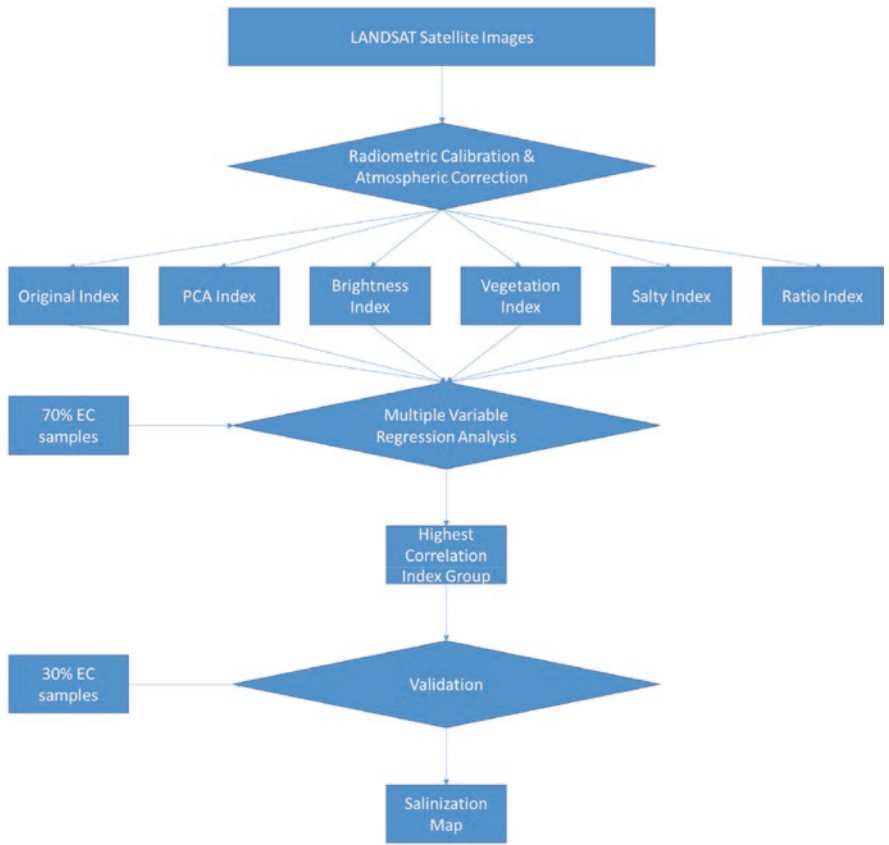 LANDSAT Satellite Images
Radiometric Calibration &
Atmospheric Correction
Original Index
PCA Index
Brightness
Index
Vegetation
Index
Salty Index
Ratio Index
70% EC
samples
Multiple Variable
Regression Analysis
Highest
Correlation
Index Group
30% EC
samples
Validation
Salinization
Map